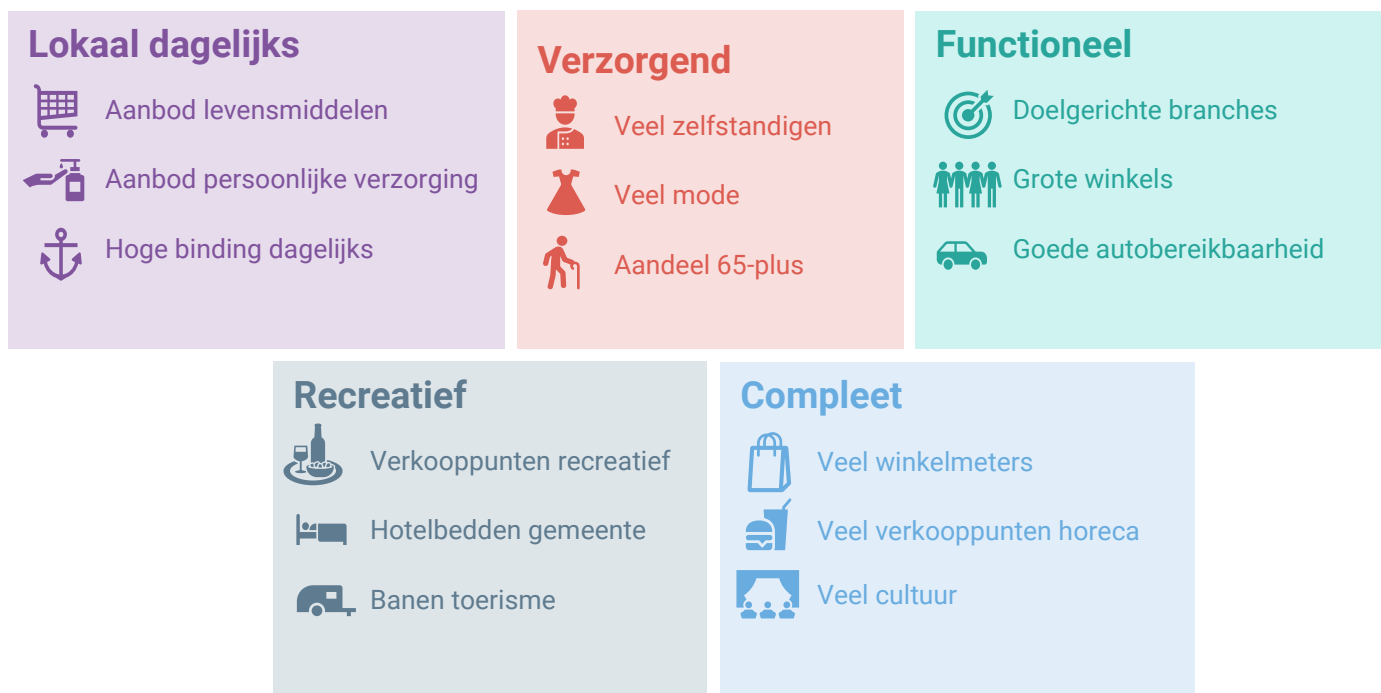 Lokaal dagelijks
Aanbod levensmiddelen
Aanbod persoonlijke verzorging
Hoge binding dagelijks
Verzorgend
Veel zelfstandigen
Veel mode
Aandeel 65-plus
Functioneel
Doelgerichte branches
Grote winkels
Goede autobereikbaarheid
Recreatief
Verkooppunten recreatief
Hotelbedden gemeente
Banen toerisme
Compleet
Veel winkelmeters
Veel verkooppunten horeca
Veel cultuur